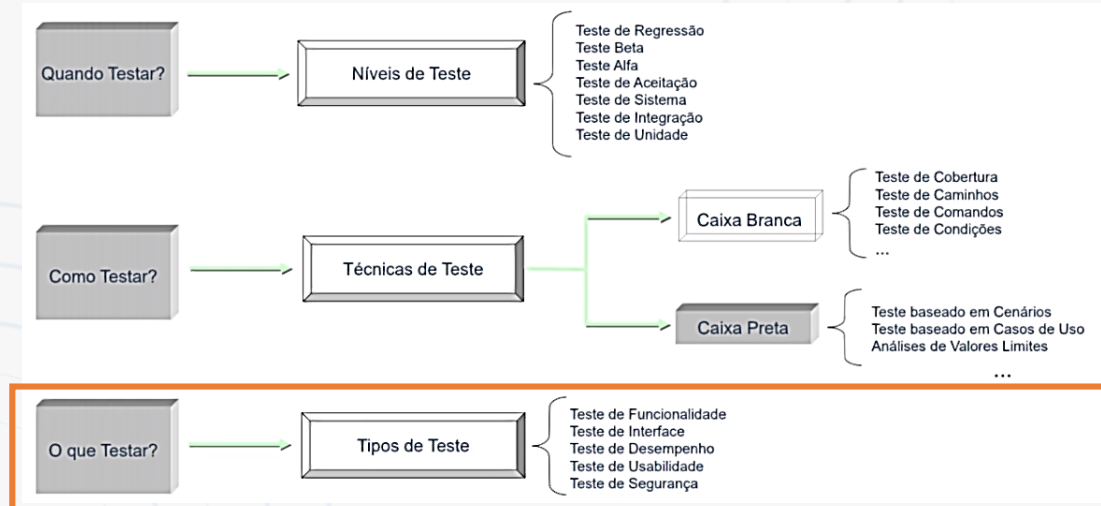 Quando Testar?
Níveis de Teste
Teste de Regressão
Teste Beta
Teste Alfa
Teste de Aceitação
Teste de Sistema
Teste de Integração
Teste de Unidade
Como Testar?
Técnicas de Teste
Caixa Branca
Teste de Cobertura
Teste de Caminhos
Teste de Comandos
Teste de Condições
...
Caixa Preta
Teste baseado em Cenários
Teste baseado em Casos de Uso
Análises de Valores Limites
...
O que Testar?
Tipos de Teste
Teste de Funcionalidade
Teste de Interface
Teste de Desempenho
Teste de Usabilidade
Teste de Segurança